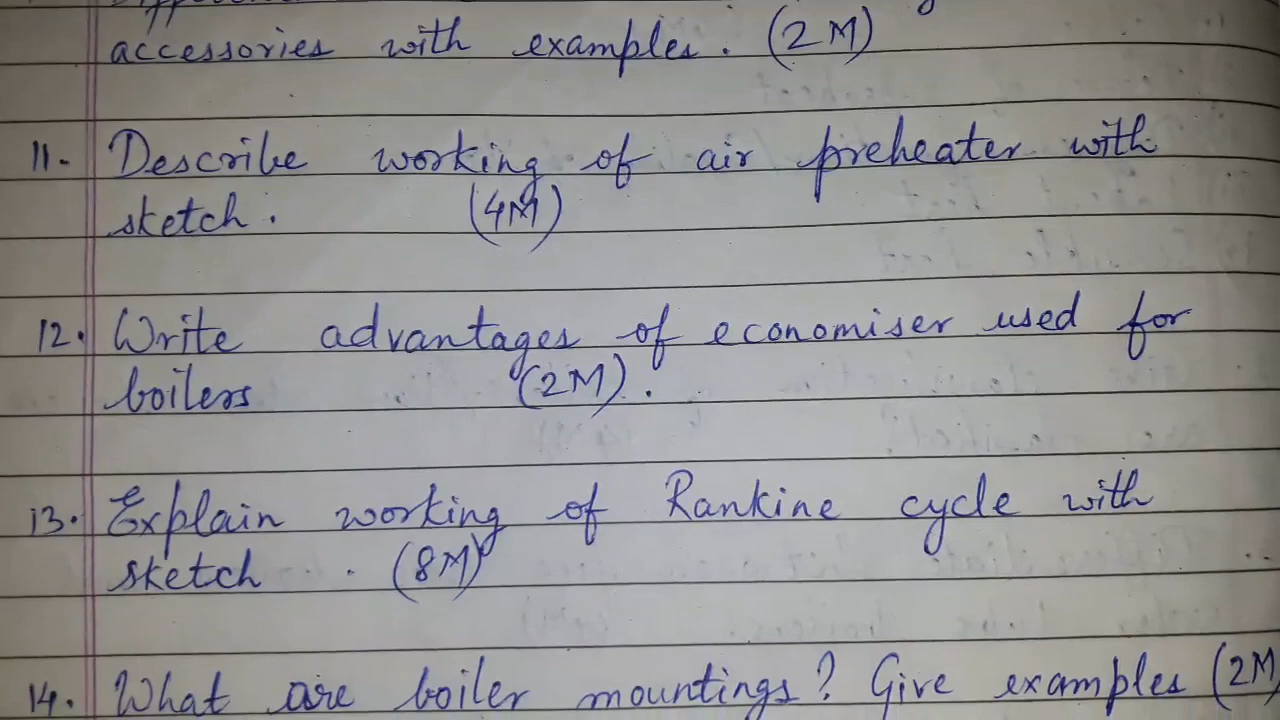 accessories with examples. (2M)
11. Describe working of air preheater with
sketch. (4M)
12. Write advantages of economiser used for
boilers (2M).
13. Explain working of Rankine cycle with
sketch. (8M)
14. What are boiler mountings? Give examples (2M)